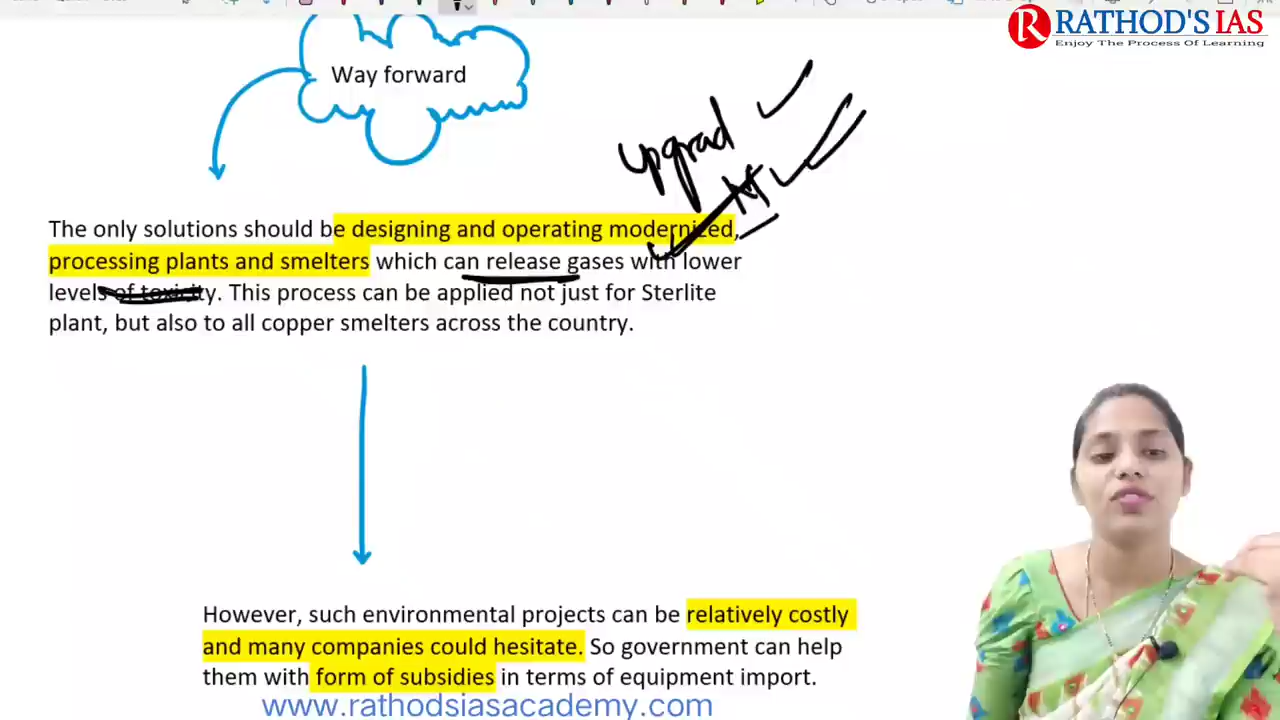 RATHOD'S IAS
Enjoy The Process Of Learning
Way forward
upgrad
The only solutions should be designing and operating modernized,
processing plants and smelters which can release gases with lower
levels of toxicity. This process can be applied not just for Sterlite
plant, but also to all copper smelters across the country.
However, such environmental projects can be relatively costly
and many companies could hesitate. So government can help
them with form of subsidies in terms of equipment import.
www.rathodsiasacademy.com